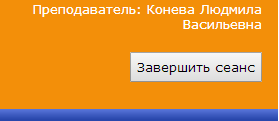 Преподаватель: Конева Людмила
Васильевна
Завершить сеанс